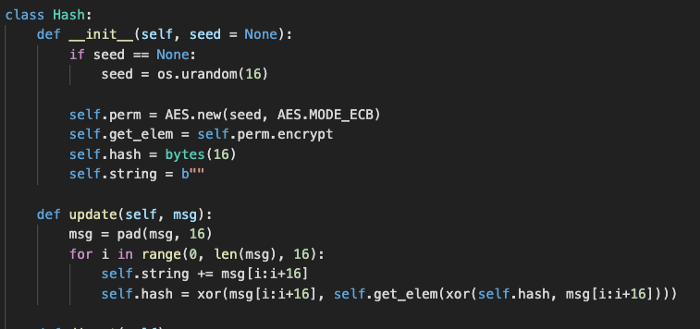 class Hash:
    def __init__(self, seed = None):
        if seed == None:
            seed = os.urandom(16)

        self.perm = AES.new(seed, AES.MODE_ECB)
        self.get_elem = self.perm.encrypt
        self.hash = bytes(16)
        self.string = b""

    def update(self, msg):
        msg = pad(msg, 16)
        for i in range(0, len(msg), 16):
            self.string += msg[i:i+16]
            self.hash = xor(msg[i:i+16], self.get_elem(xor(self.hash, msg[i:i+16])))